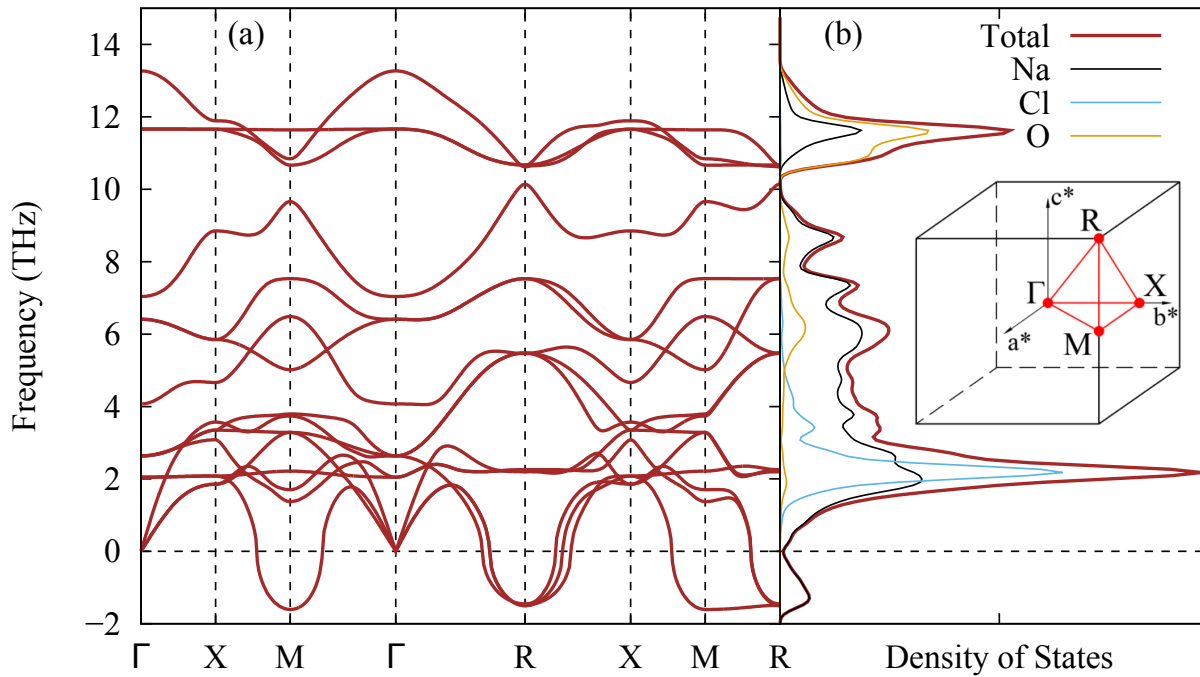 (a)
(b)
Frequency (THz)
14
12
10
8
6
4
2
0
−2
Γ X M Γ R X M R
Total
Na
Cl
O
c*
R
Γ
X
b*
a*
M
Density of States